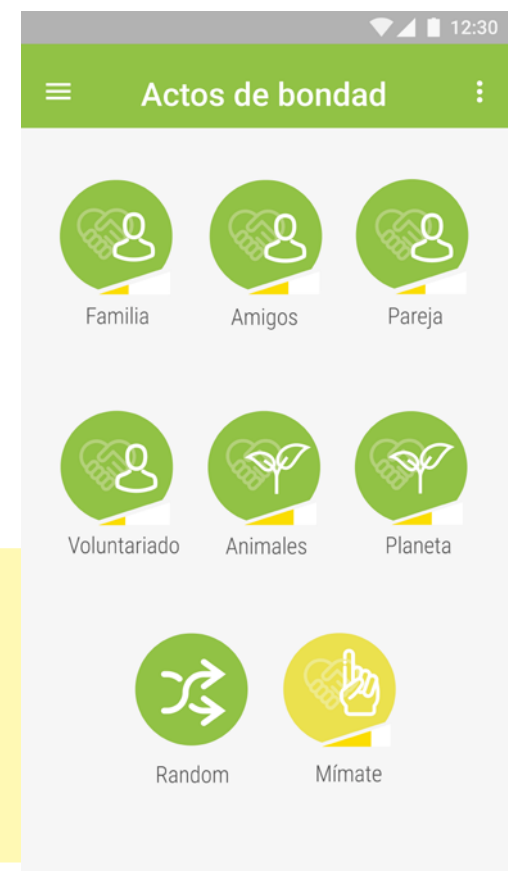 12:30
Actos de bondad
Familia Amigos Pareja
Voluntariado Animales Planeta
Random Mímate